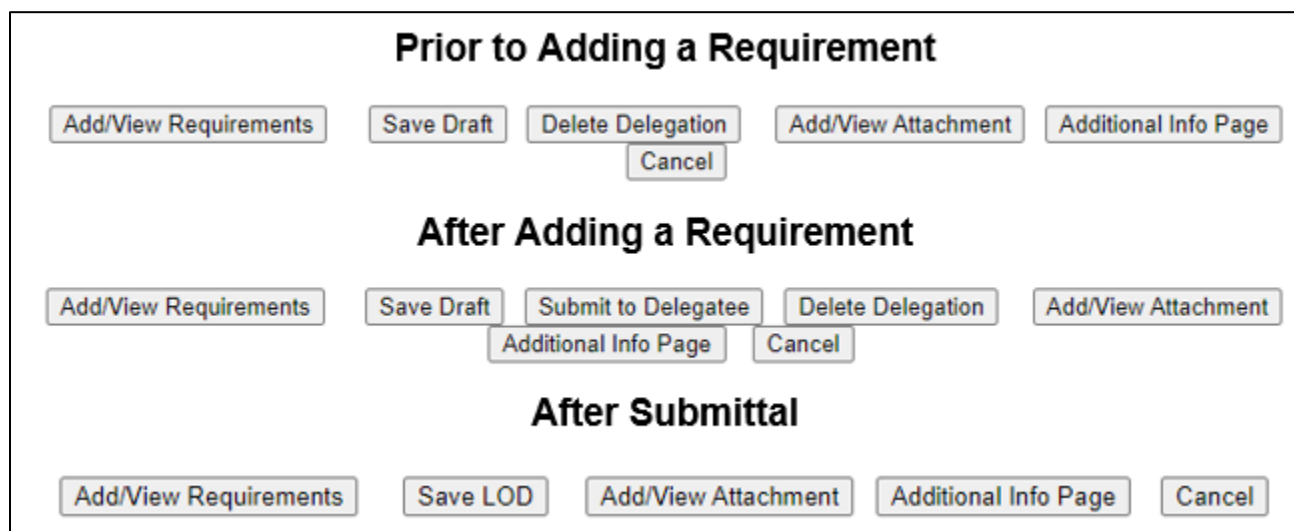 Prior to Adding a Requirement
Add/View Requirements Save Draft Delete Delegation Add/View Attachment Additional Info Page
Cancel
After Adding a Requirement
Add/View Requirements Save Draft Submit to Delegatee Delete Delegation Add/View Attachment
Additional Info Page Cancel
After Submittal
Add/View Requirements Save LOD Add/View Attachment Additional Info Page Cancel